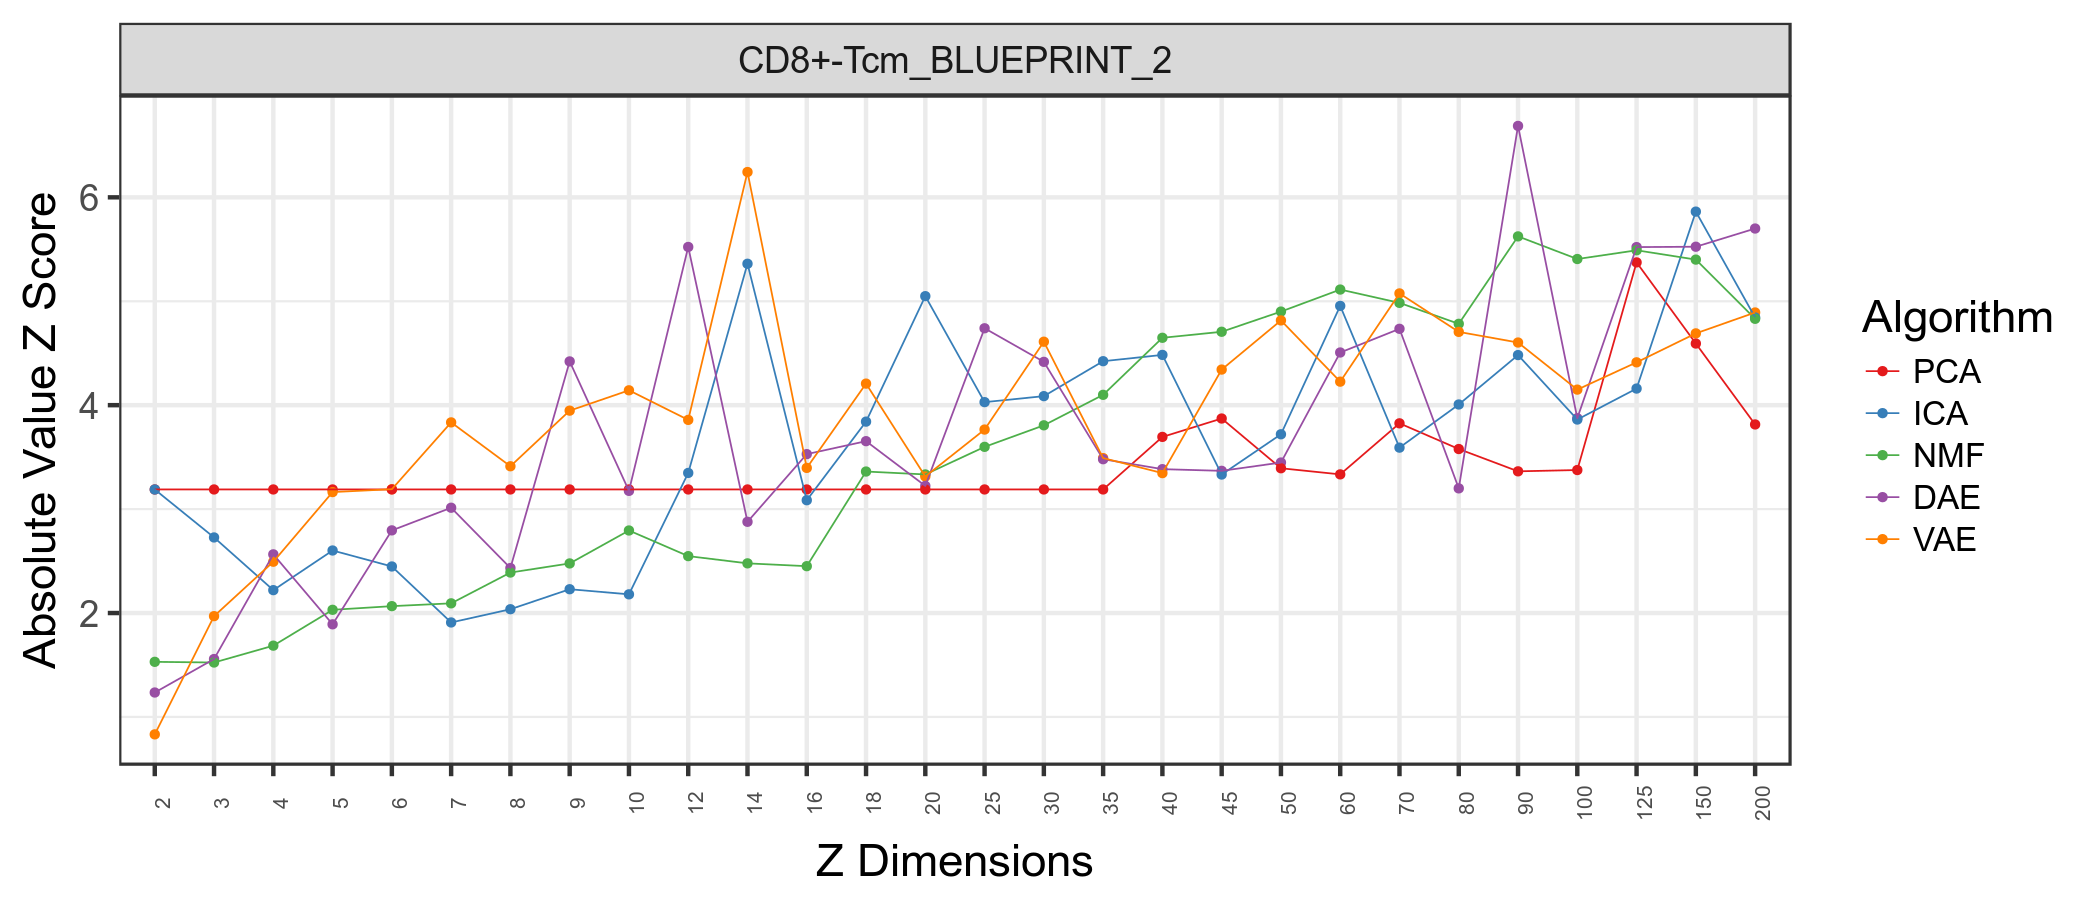 CD8+-Tcm_BLUEPRINT_2
Absolute Value Z Score
6
4
2
2 3 4 5 6 7 8 9 10 12 14 16 18 20 25 30 35 40 45 50 60 70 80 90 100 125 150 200
Z Dimensions
Algorithm
PCA
ICA
NMF
DAE
VAE